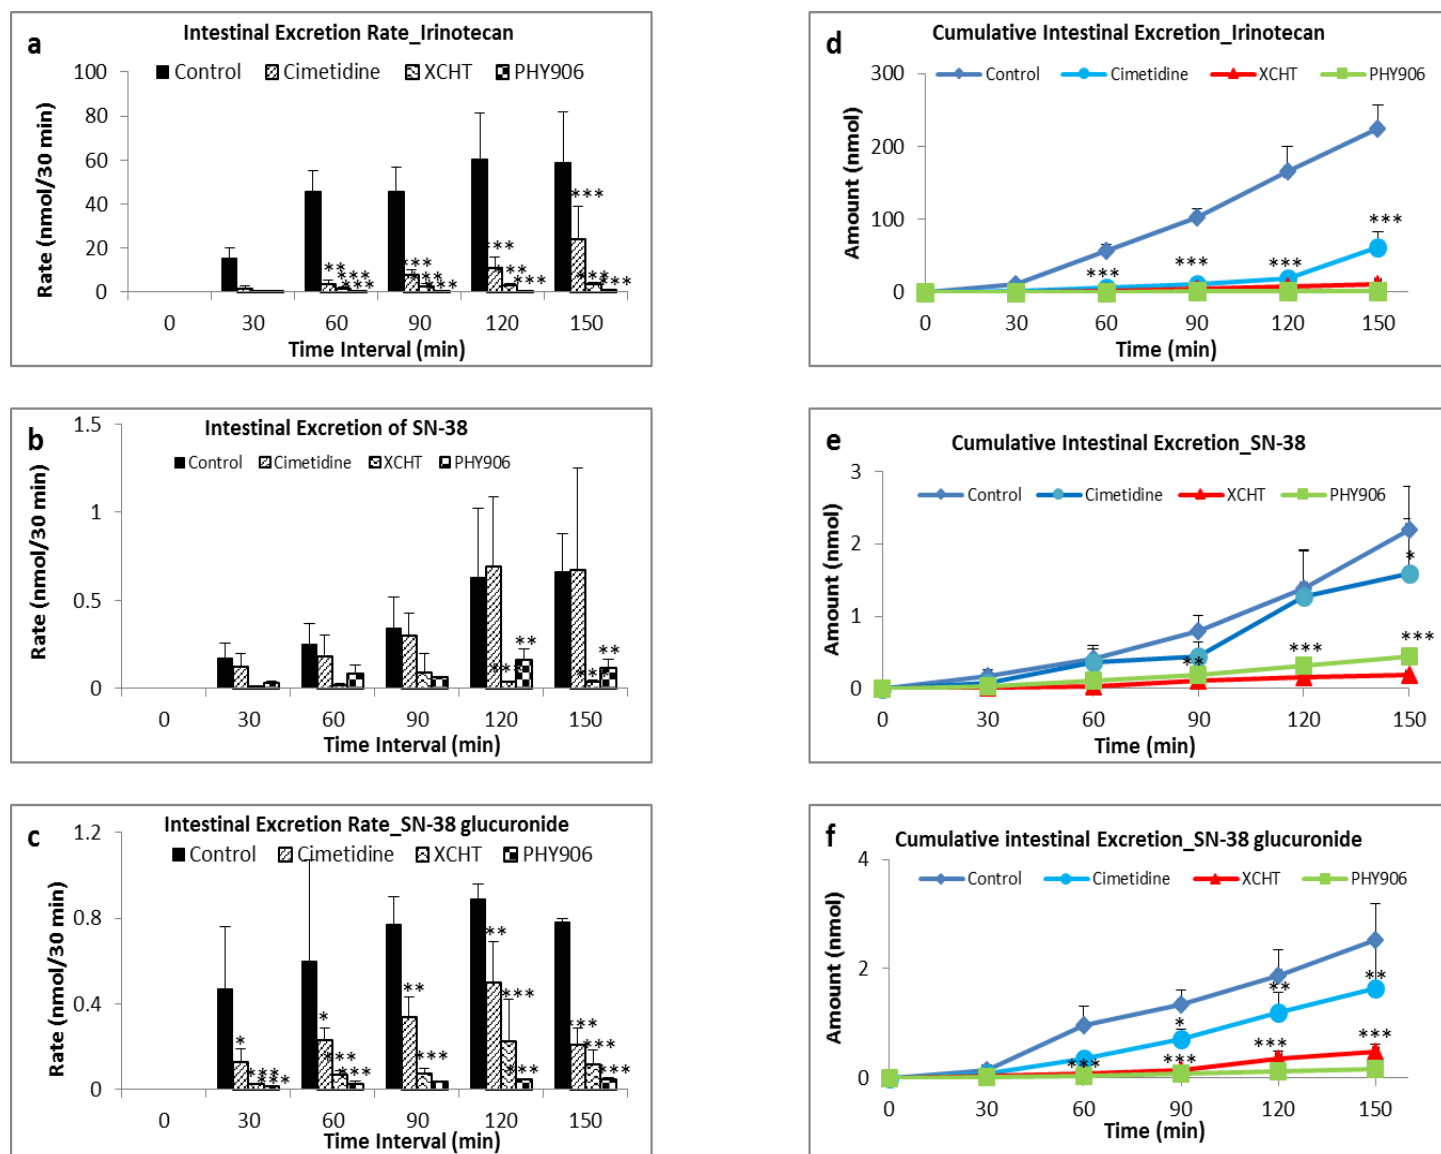 a
Intestinal Excretion Rate_Irinotecan
Control Cimetidine XCHT PHY906
Rate (nmol/30 min)
100
80
60
40
20
0
** *** *** *** ** ** *** *** *** *** *** ***
0 30 60 90 120 150
Time Interval (min)
d
Cumulative Intestinal Excretion_Irinotecan
Control Cimetidine XCHT PHY906
Amount (nmol)
300
200
100
0
*** *** *** ***
0 30 60 90 120 150
Time (min)
b
Intestinal Excretion of SN-38
Control Cimetidine XCHT PHY906
Rate (nmol/30 min)
1.5
1
0.5
0
** ** ** **
0 30 60 90 120 150
Time Interval (min)
e
Cumulative Intestinal Excretion_SN-38
Control Cimetidine XCHT PHY906
Amount (nmol)
3
2
1
0
** *** * ***
0 30 60 90 120 150
Time (min)
c
Intestinal Excretion Rate_SN-38 glucuronide
Control Cimetidine XCHT PHY906
Rate (nmol/30 min)
1.2
0.8
0.4
0
* *** *** * *** *** ** *** ** *** *** *** *** ***
0 30 60 90 120 150
Time Interval (min)
f
Cumulative intestinal Excretion_SN-38 glucuronide
Control Cimetidine XCHT PHY906
Amount (nmol)
4
2
0
*** * *** ** *** ** ***
0 30 60 90 120 150
Time (min)